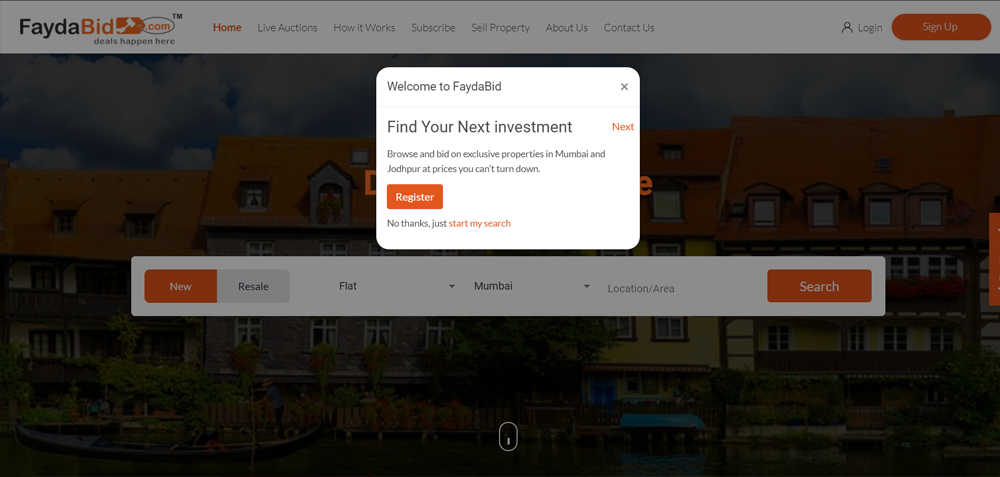 FaydaBid.com™
deals happen here
Home
Live Auctions
How it Works
Subscribe
Sell Property
About Us
Contact Us
Login
Sign Up
Welcome to FaydaBid
×
Find Your Next investment
Next
Browse and bid on exclusive properties in Mumbai and
Jodhpur at prices you can't turn down.
Register
No thanks, just start my search
New
Resale
Flat
Mumbai
Location/Area
Search